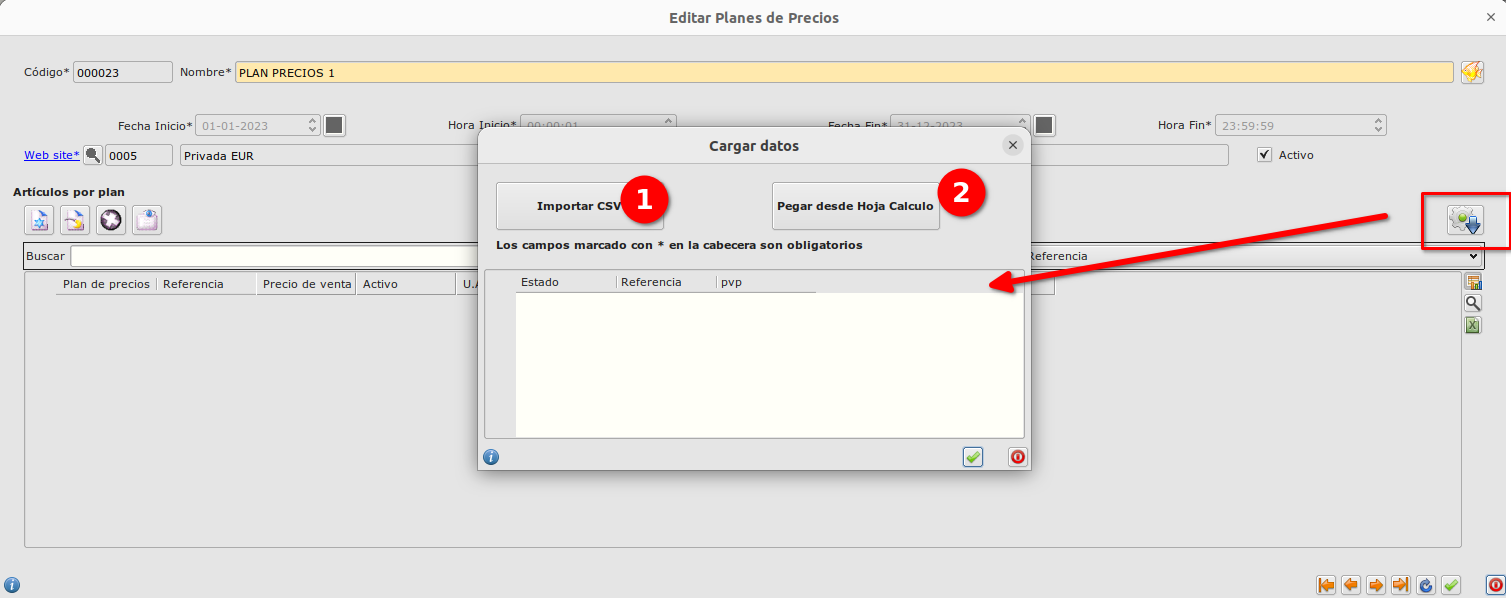 Editar Planes de Precios
Código* 000023 Nombre* PLAN PRECIOS 1
Fecha Inicio* 01-01-2023 Hora Inicio* 00:00:01 Fecha Fin* 31-12-2023 Hora Fin* 23:59:59
Web site* 0005 Privada EUR Activo
Artículos por plan
Buscar Referencia
Plan de precios Referencia Precio de venta Activo
Cargar datos
Importar CSV 1 Pegar desde Hoja Calculo 2
Los campos marcado con * en la cabecera son obligatorios
Estado Referencia pvp